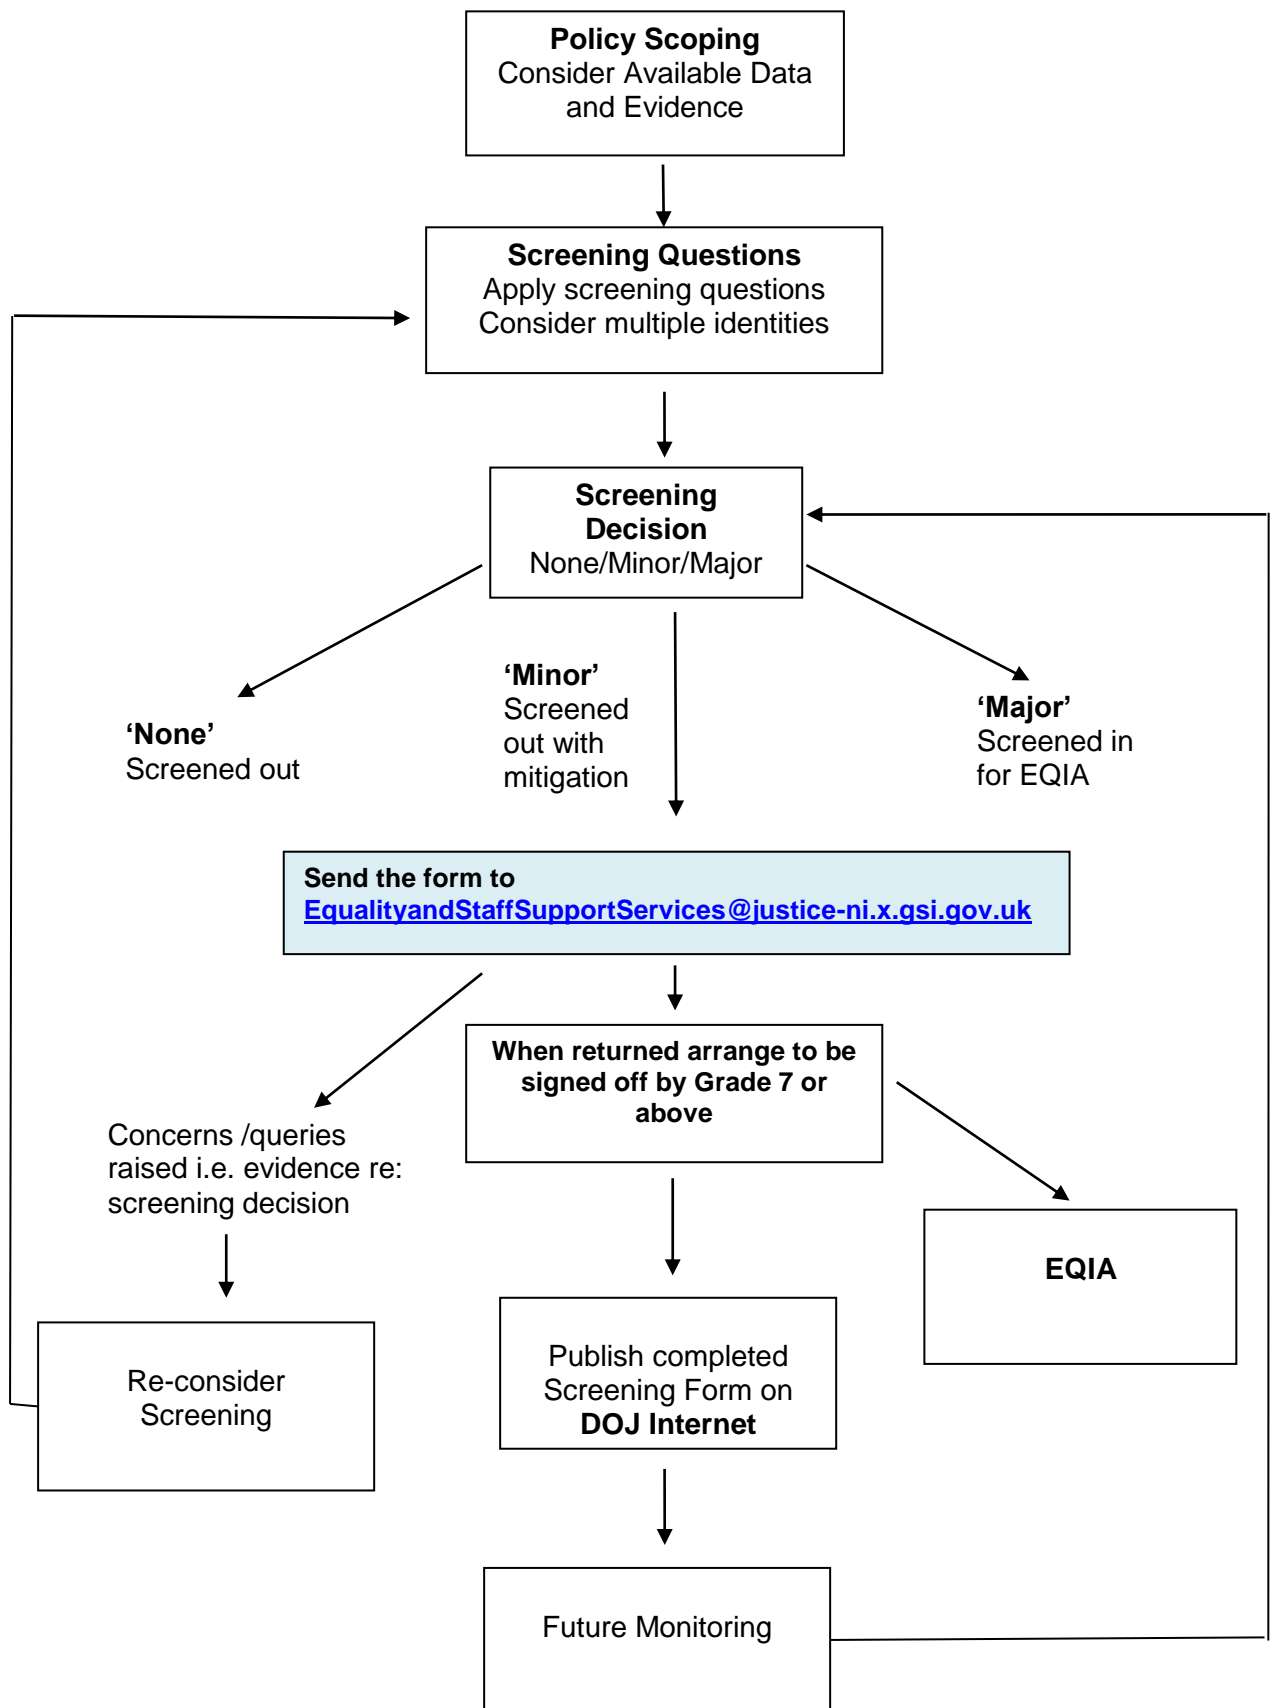 Policy Scoping
Consider Available Data
and Evidence
Screening Questions
Apply screening questions
Consider multiple identities
Screening
Decision
None/Minor/Major
‘None’
Screened out
‘Minor’
Screened
out with
mitigation
‘Major’
Screened in
for EQIA
Send the form to
EqualityandStaffSupportServices@justice-ni.x.gsi.gov.uk
When returned arrange to be
signed off by Grade 7 or
above
Concerns /queries
raised i.e. evidence re:
screening decision
EQIA
Re-consider
Screening
Publish completed
Screening Form on
DOJ Internet
Future Monitoring